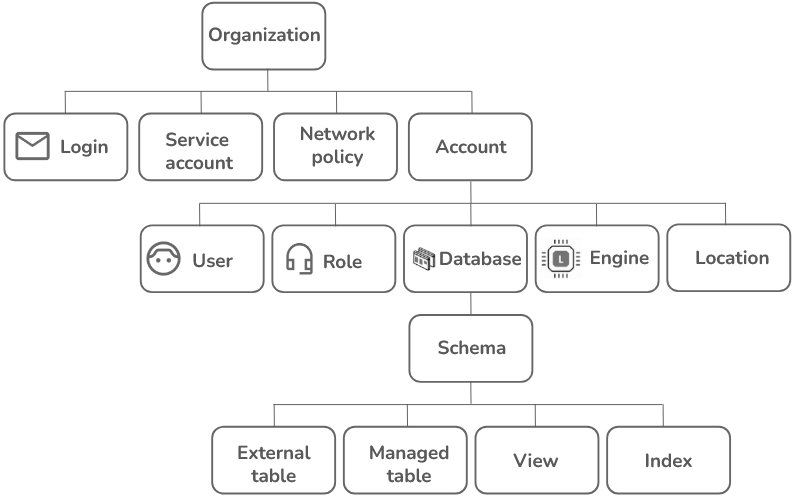 Organization
Login
Service
account
Network
policy
Account
User
Role
Database
L
Engine
Location
Schema
External
table
Managed
table
View
Index